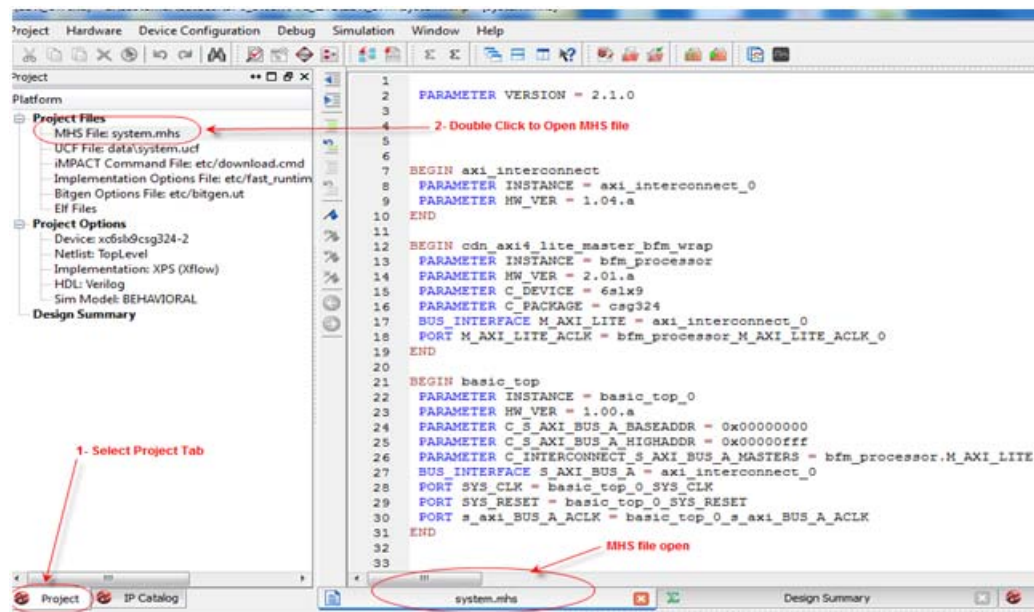 Project Hardware Device Configuration Debug Simulation Window Help
Project
Platform
Project Files
MHS File: system.mhs
UCF File: data\system.ucf
iMPACT Command File: etc/download.cmd
Implementation Options File: etc/fast_runtim
Bitgen Options File: etc/bitgen.ut
Elf Files
Project Options
Device: xc6slx9csg324-2
Netlist: TopLevel
Implementation: XPS (Xflow)
HDL: Verilog
Sim Model: BEHAVIORAL
Design Summary
1- Select Project Tab
Project IP Catalog
2- Double Click to Open MHS file
1
2 PARAMETER VERSION = 2.1.0
3
4
5
6
7 BEGIN axi_interconnect
8 PARAMETER INSTANCE = axi_interconnect_0
9 PARAMETER HW_VER = 1.04.a
10 END
11
12 BEGIN cdn_axi4_lite_master_bfm_wrap
13 PARAMETER INSTANCE = bfm_processor
14 PARAMETER HW_VER = 2.01.a
15 PARAMETER C_DEVICE = 6slx9
16 PARAMETER C_PACKAGE = csg324
17 BUS_INTERFACE M_AXI_LITE = axi_interconnect_0
18 PORT M_AXI_LITE_ACLK = bfm_processor_M_AXI_LITE_ACLK_0
19 END
20
21 BEGIN basic_top
22 PARAMETER INSTANCE = basic_top_0
23 PARAMETER HW_VER = 1.00.a
24 PARAMETER C_S_AXI_BUS_A_BASEADDR = 0x00000000
25 PARAMETER C_S_AXI_BUS_A_HIGHADDR = 0x00000fff
26 PARAMETER C_INTERCONNECT_S_AXI_BUS_A_MASTERS = bfm_processor.M_AXI_LITE
27 BUS_INTERFACE S_AXI_BUS_A = axi_interconnect_0
28 PORT SYS_CLK = basic_top_0_SYS_CLK
29 PORT SYS_RESET = basic_top_0_SYS_RESET
30 PORT s_axi_BUS_A_ACLK = basic_top_0_s_axi_BUS_A_ACLK
31 END
32
33
MHS file open
system.mhs Design Summary